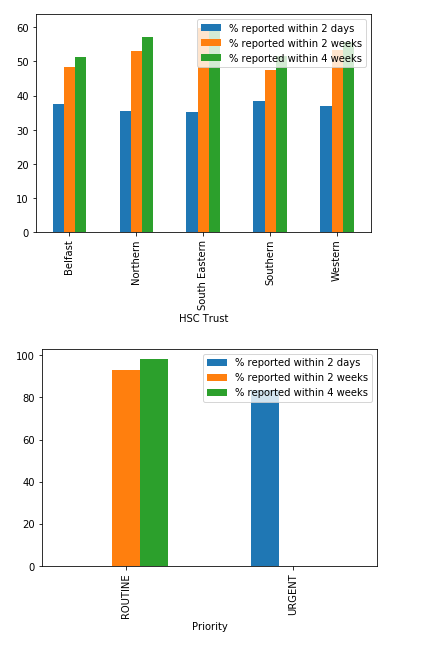 60
50
40
30
20
10
0
% reported within 2 days
% reported within 2 weeks
% reported within 4 weeks
Belfast
Northern
South Eastern
Southern
Western
HSC Trust
100
80
60
40
20
0
% reported within 2 days
% reported within 2 weeks
% reported within 4 weeks
ROUTINE
URGENT
Priority